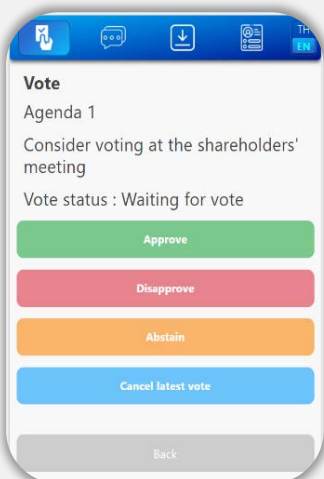 TH
EN
Vote
Agenda 1
Consider voting at the shareholders'
meeting
Vote status : Waiting for vote
Approve
Disapprove
Abstain
Cancel latest vote
Back